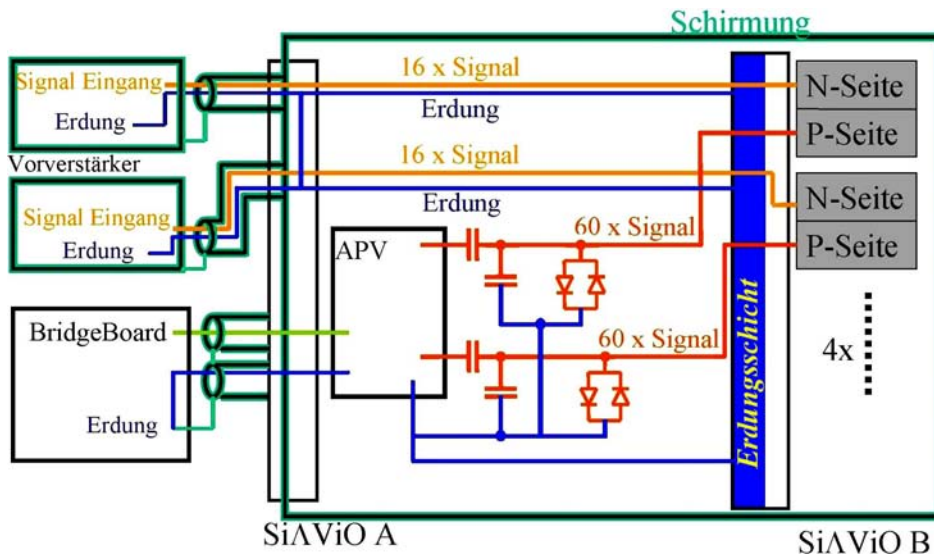 Schirmung
Signal Eingang
Erdung
Vorverstärker
Signal Eingang
Erdung
BridgeBoard
Erdung
16 x Signal
Erdung
16 x Signal
Erdung
APV
60 x Signal
60 x Signal
Erdungsschicht
N-Seite
P-Seite
N-Seite
P-Seite
4x
SiΛViO A
SiΛViO B